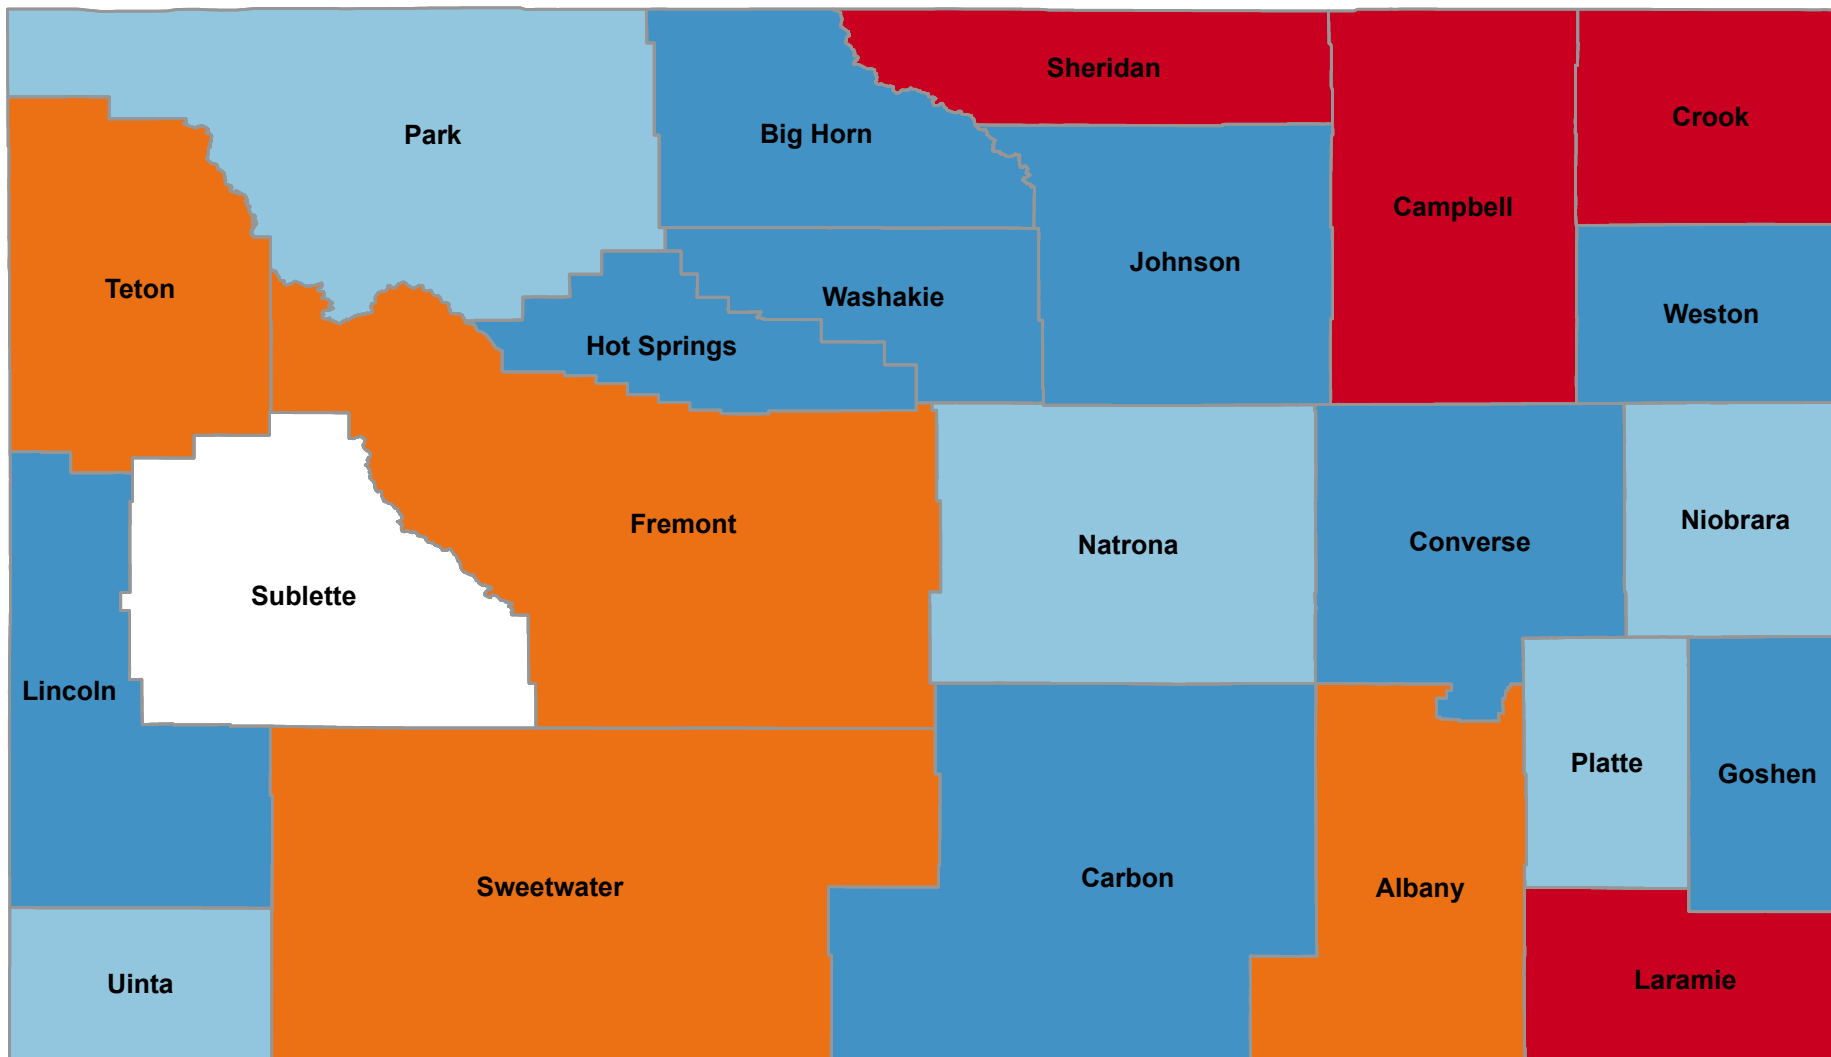 Sheridan
Crook
Park
Big Horn
Campbell
Johnson
Teton
Washakie
Weston
Hot Springs
Fremont
Niobrara
Converse
Natrona
Sublette
Lincoln
Platte
Goshen
Carbon
Sweetwater
Albany
Laramie
Uinta